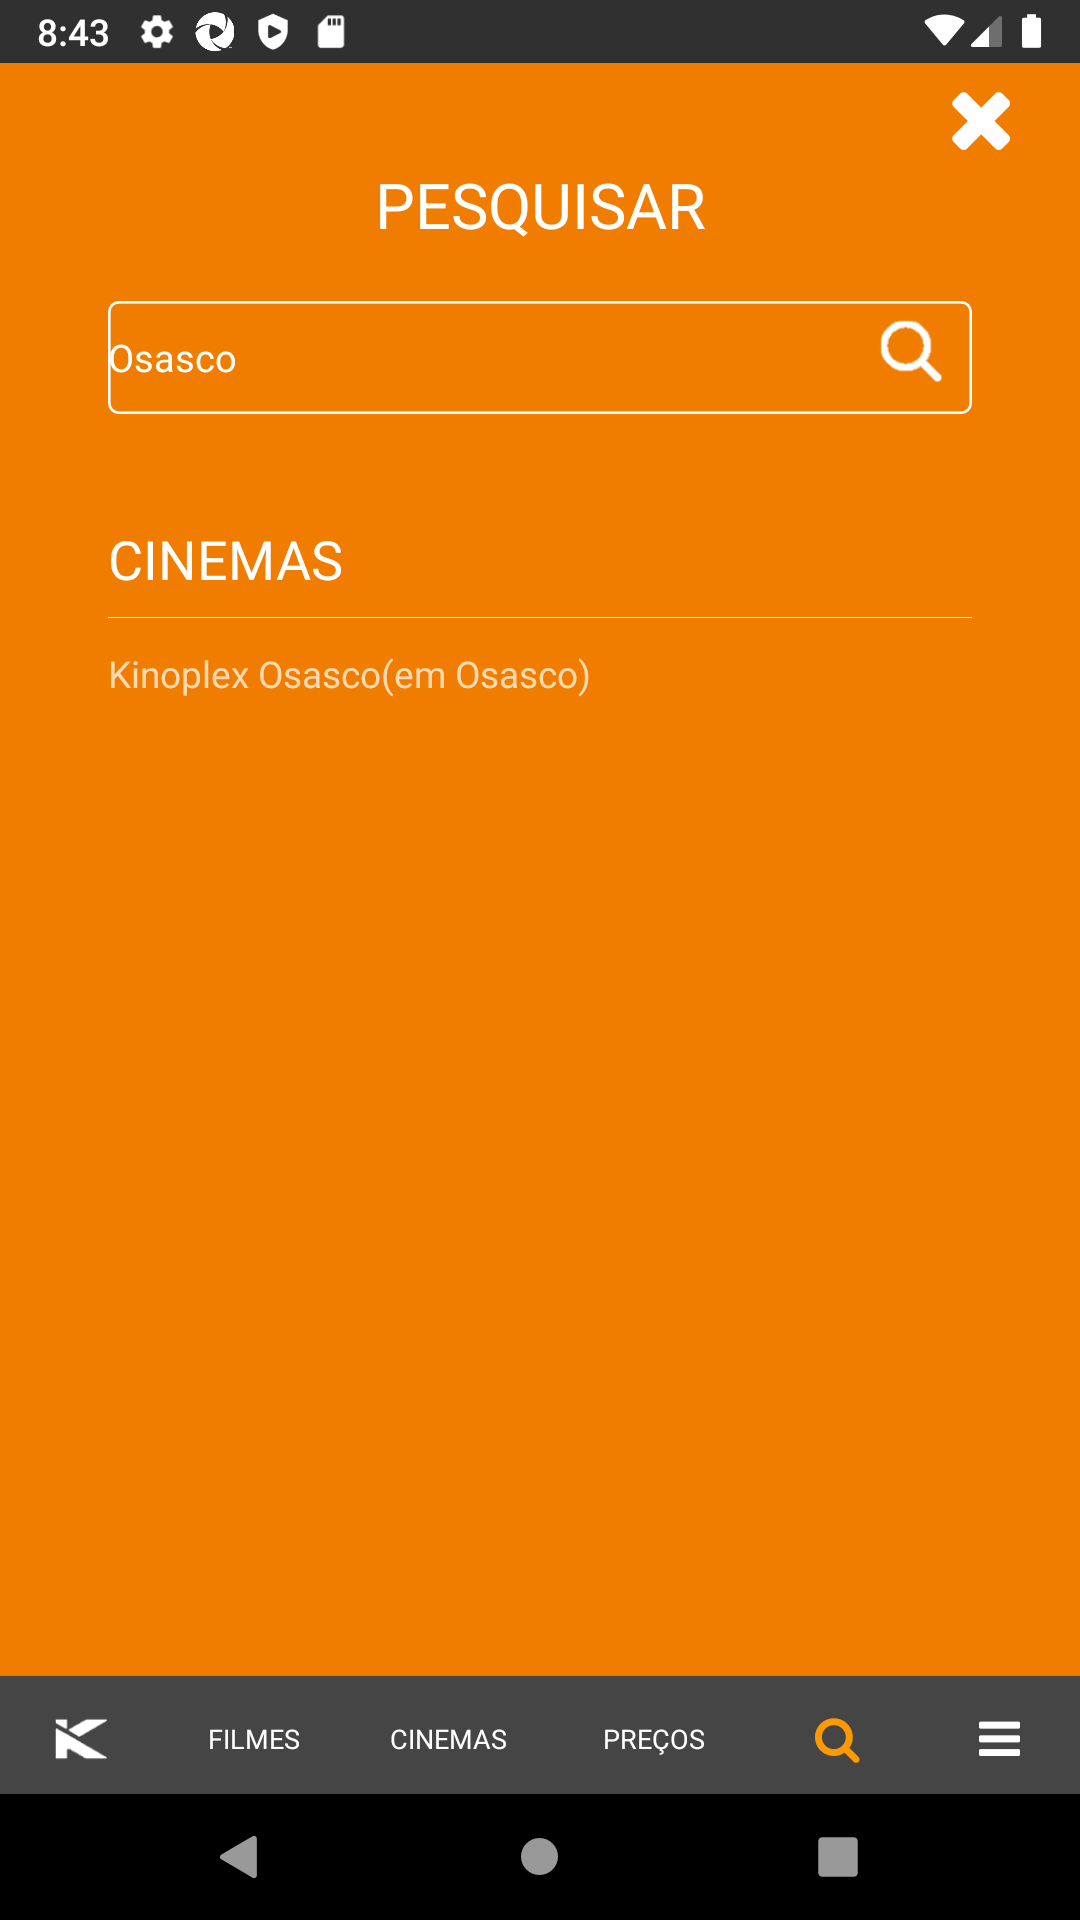 8:43
PESQUISAR
Osasco
CINEMAS
Kinoplex Osasco(em Osasco)
FILMES CINEMAS PREÇOS